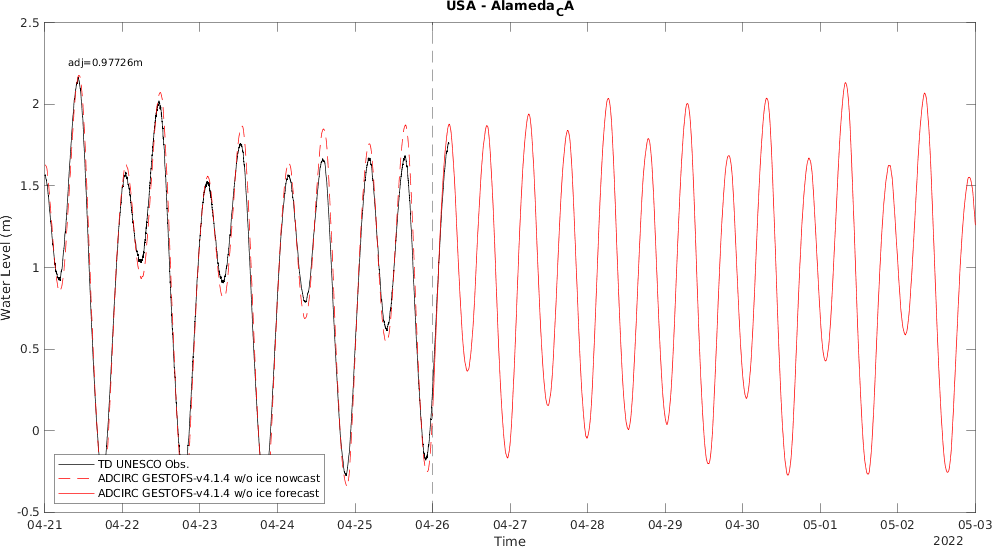 USA - Alameda_CA
adj=0.97726m
2.5
2
1.5
1
0.5
0
-0.5
Water Level (m)
TD UNESCO Obs.
ADCIRC GESTOFS-v4.1.4 w/o ice nowcast
ADCIRC GESTOFS-v4.1.4 w/o ice forecast
04-21 04-22 04-23 04-24 04-25 04-26 04-27 04-28 04-29 04-30 05-01 05-02 05-03
Time
2022